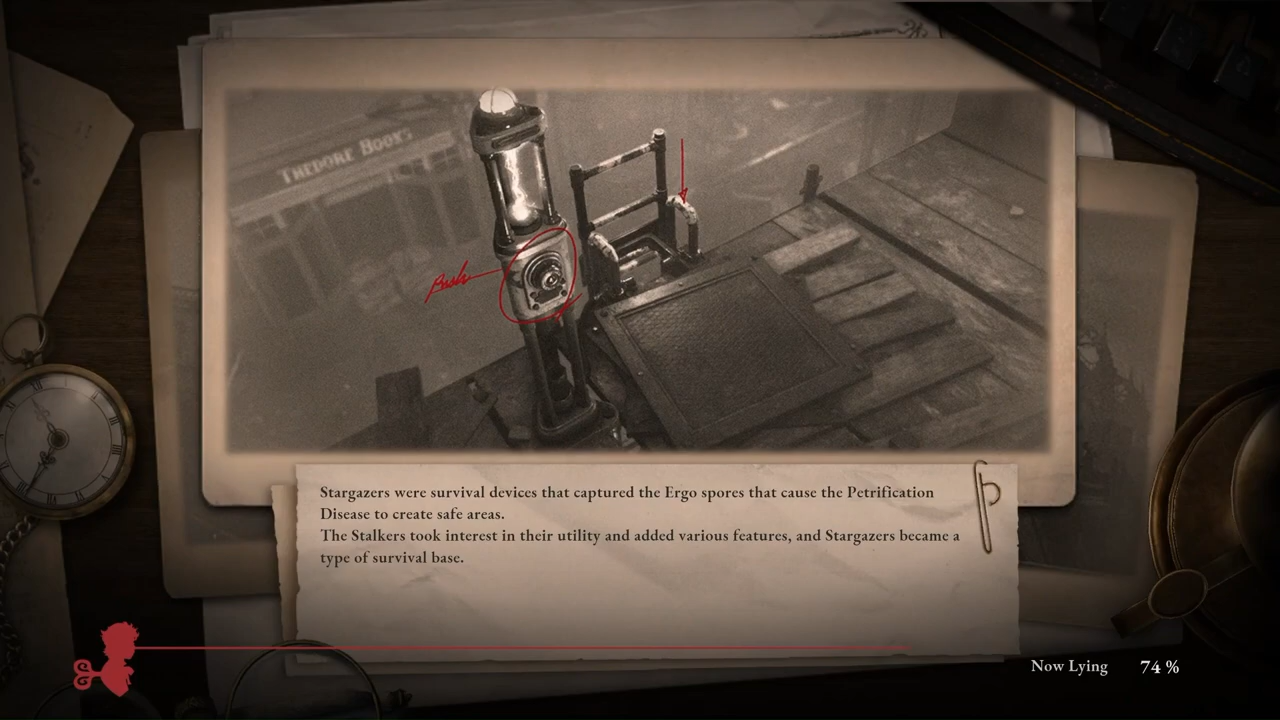 THEDORE BOOK'S
Push
Stargazers were survival devices that captured the Ergo spores that cause the Petrification
Disease to create safe areas.
The Stalkers took interest in their utility and added various features, and Stargazers became a
type of survival base.
Now Lying 74 %